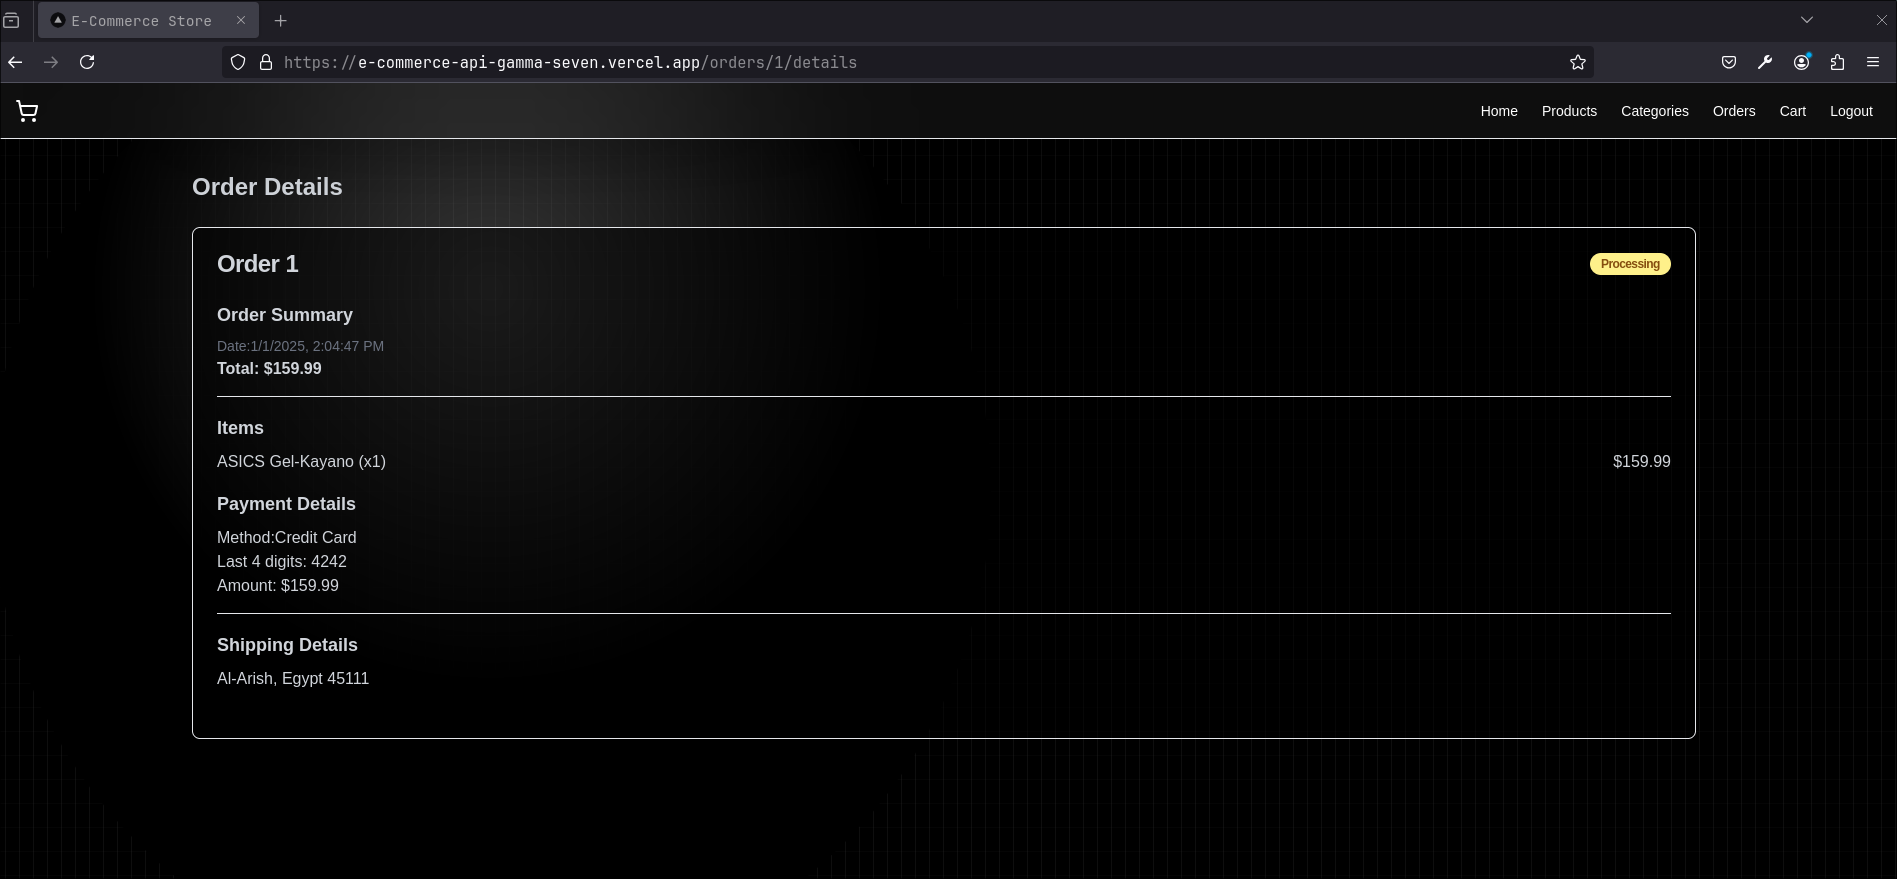 E-Commerce Store
https://e-commerce-api-gamma-seven.vercel.app/orders/1/details
Home Products Categories Orders Cart Logout
Order Details
Order 1
Processing
Order Summary
Date:1/1/2025, 2:04:47 PM
Total: $159.99
Items
ASICS Gel-Kayano (x1) $159.99
Payment Details
Method:Credit Card
Last 4 digits: 4242
Amount: $159.99
Shipping Details
Al-Arish, Egypt 45111